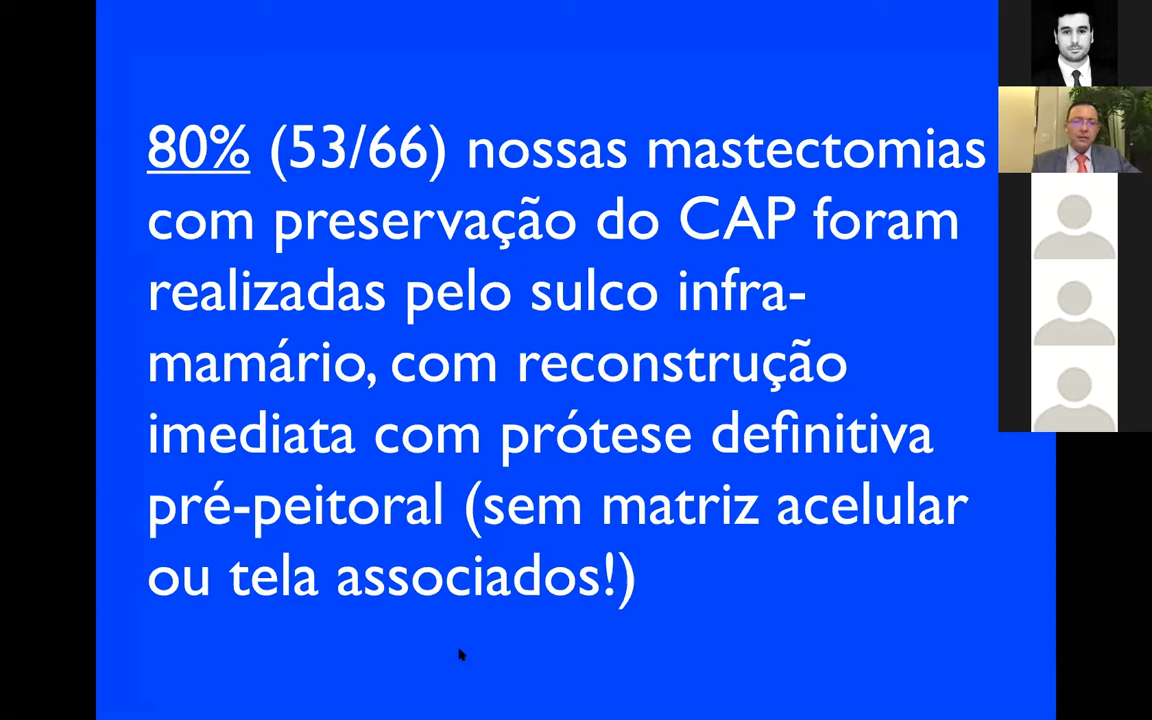 80% (53/66) nossas mastectomias
com preservação do CAP foram
realizadas pelo sulco infra-
mamário, com reconstrução
imediata com prótese definitiva
pré-peitoral (sem matriz acelular
ou tela associados!)